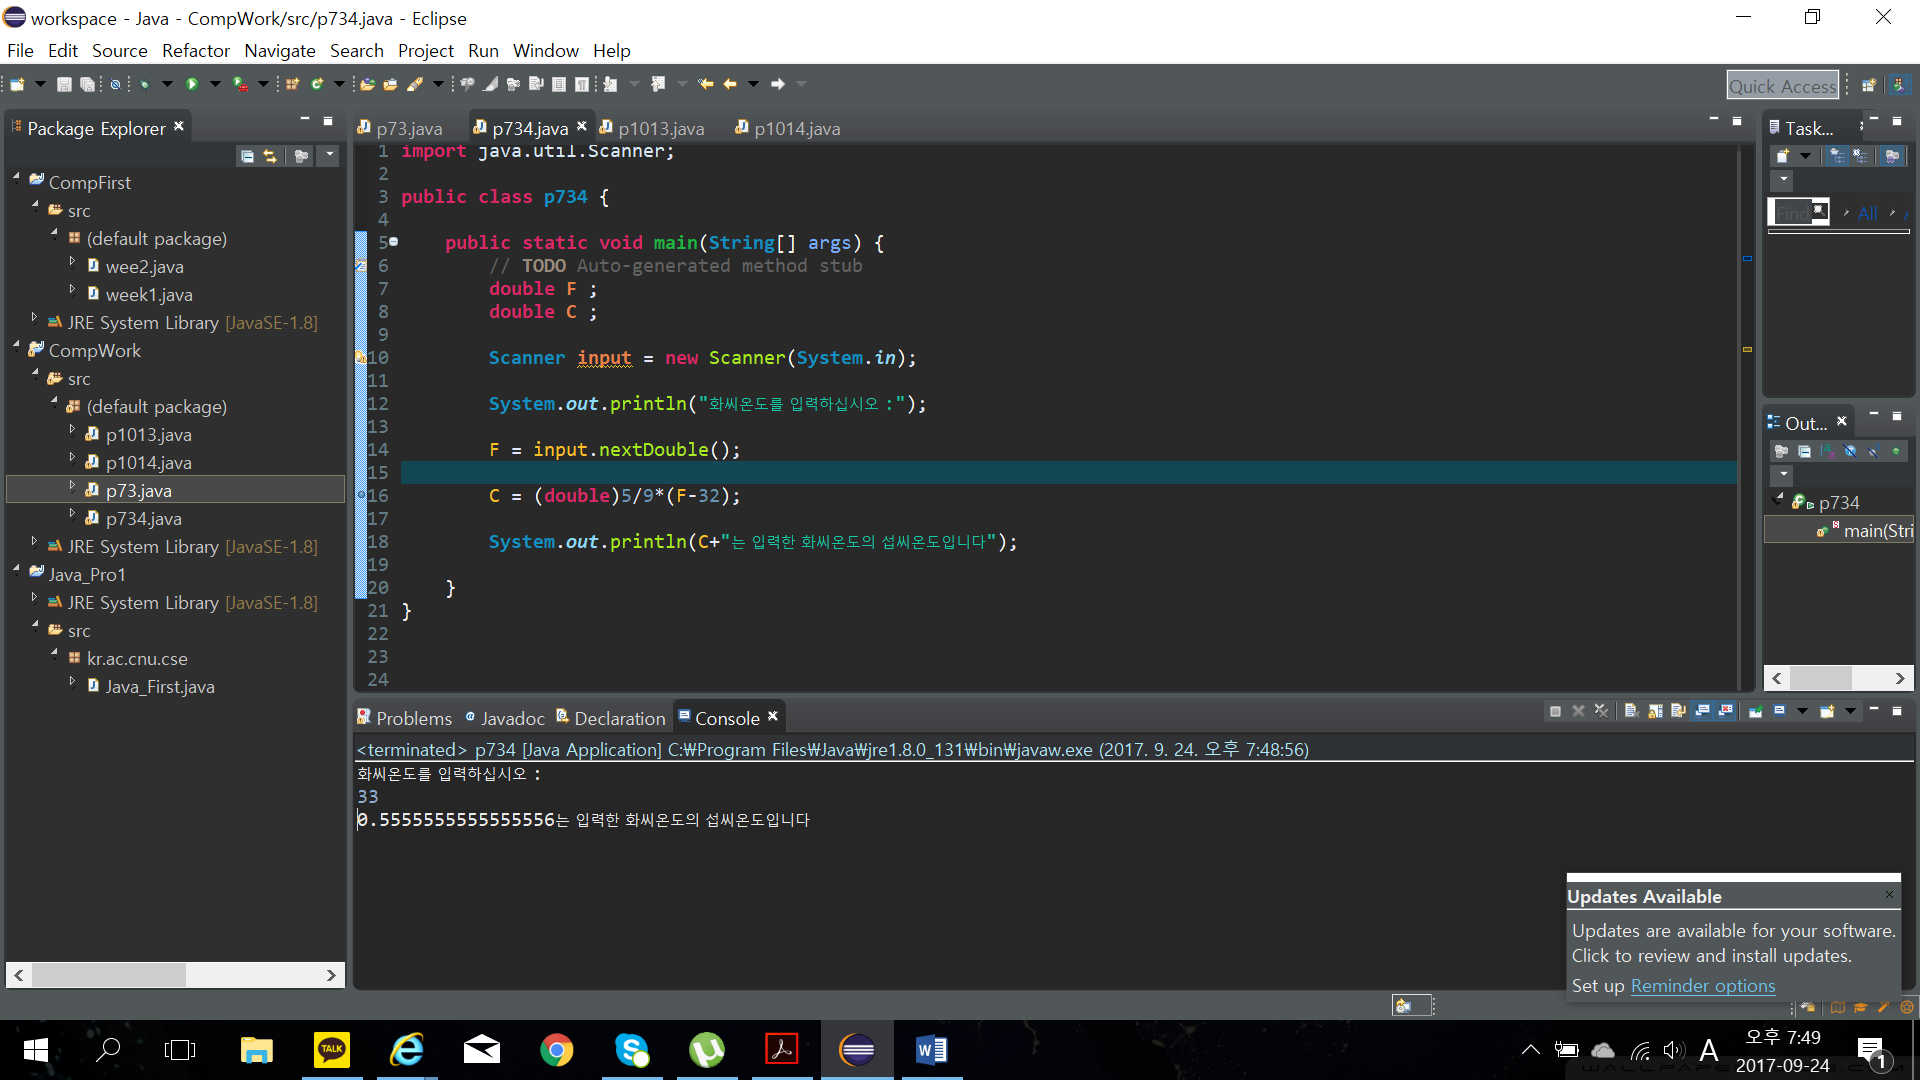 workspace - Java - CompWork/src/p734.java - Eclipse
File Edit Source Refactor Navigate Search Project Run Window Help
Quick Access
Package Explorer
CompFirst
src
(default package)
wee2.java
week1.java
JRE System Library [JavaSE-1.8]
CompWork
src
(default package)
p1013.java
p1014.java
p73.java
p734.java
JRE System Library [JavaSE-1.8]
Java_Pro1
JRE System Library [JavaSE-1.8]
src
kr.ac.cnu.cse
Java_First.java
p73.java p734.java p1013.java p1014.java
1 import java.util.Scanner;
2
3 public class p734 {
4
5 public static void main(String[] args) {
6 // TODO Auto-generated method stub
7 double F ;
8 double C ;
9
10 Scanner input = new Scanner(System.in);
11
12 System.out.println("화씨온도를 입력하십시오 :");
13
14 F = input.nextDouble();
15
16 C = (double)5/9*(F-32);
17
18 System.out.println(C+"는 입력한 화씨온도의 섭씨온도입니다");
19
20 }
21 }
22
23
24
Task...
Find All
Out...
p734
main(Stri
Problems Javadoc Declaration Console
<terminated> p734 [Java Application] C:₩Program Files₩Java₩jre1.8.0_131₩bin₩javaw.exe (2017. 9. 24. 오후 7:48:56)
화씨온도를 입력하십시오 :
33
0.5555555555555556는 입력한 화씨온도의 섭씨온도입니다
Updates Available
Updates are available for your software.
Click to review and install updates.
Set up Reminder options
TALK
A
오후 7:49
2017-09-24
1